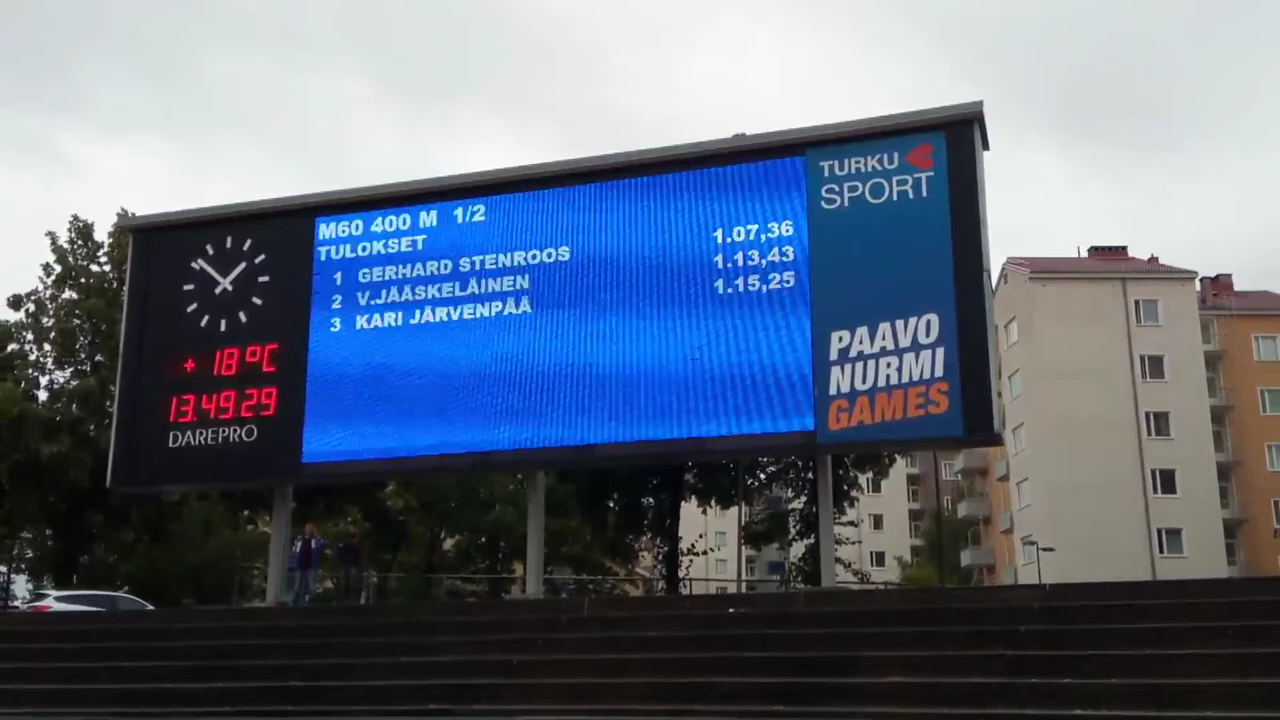 M60 400 M 1/2
TULOKSET
1 GERHARD STENROOS 1.07,36
2 V.JÄÄSKELÄINEN 1.13,43
3 KARI JÄRVENPÄÄ 1.15,25
+ 18°C
13.49.29
DAREPRO
TURKU
SPORT
PAAVO
NURMI
GAMES